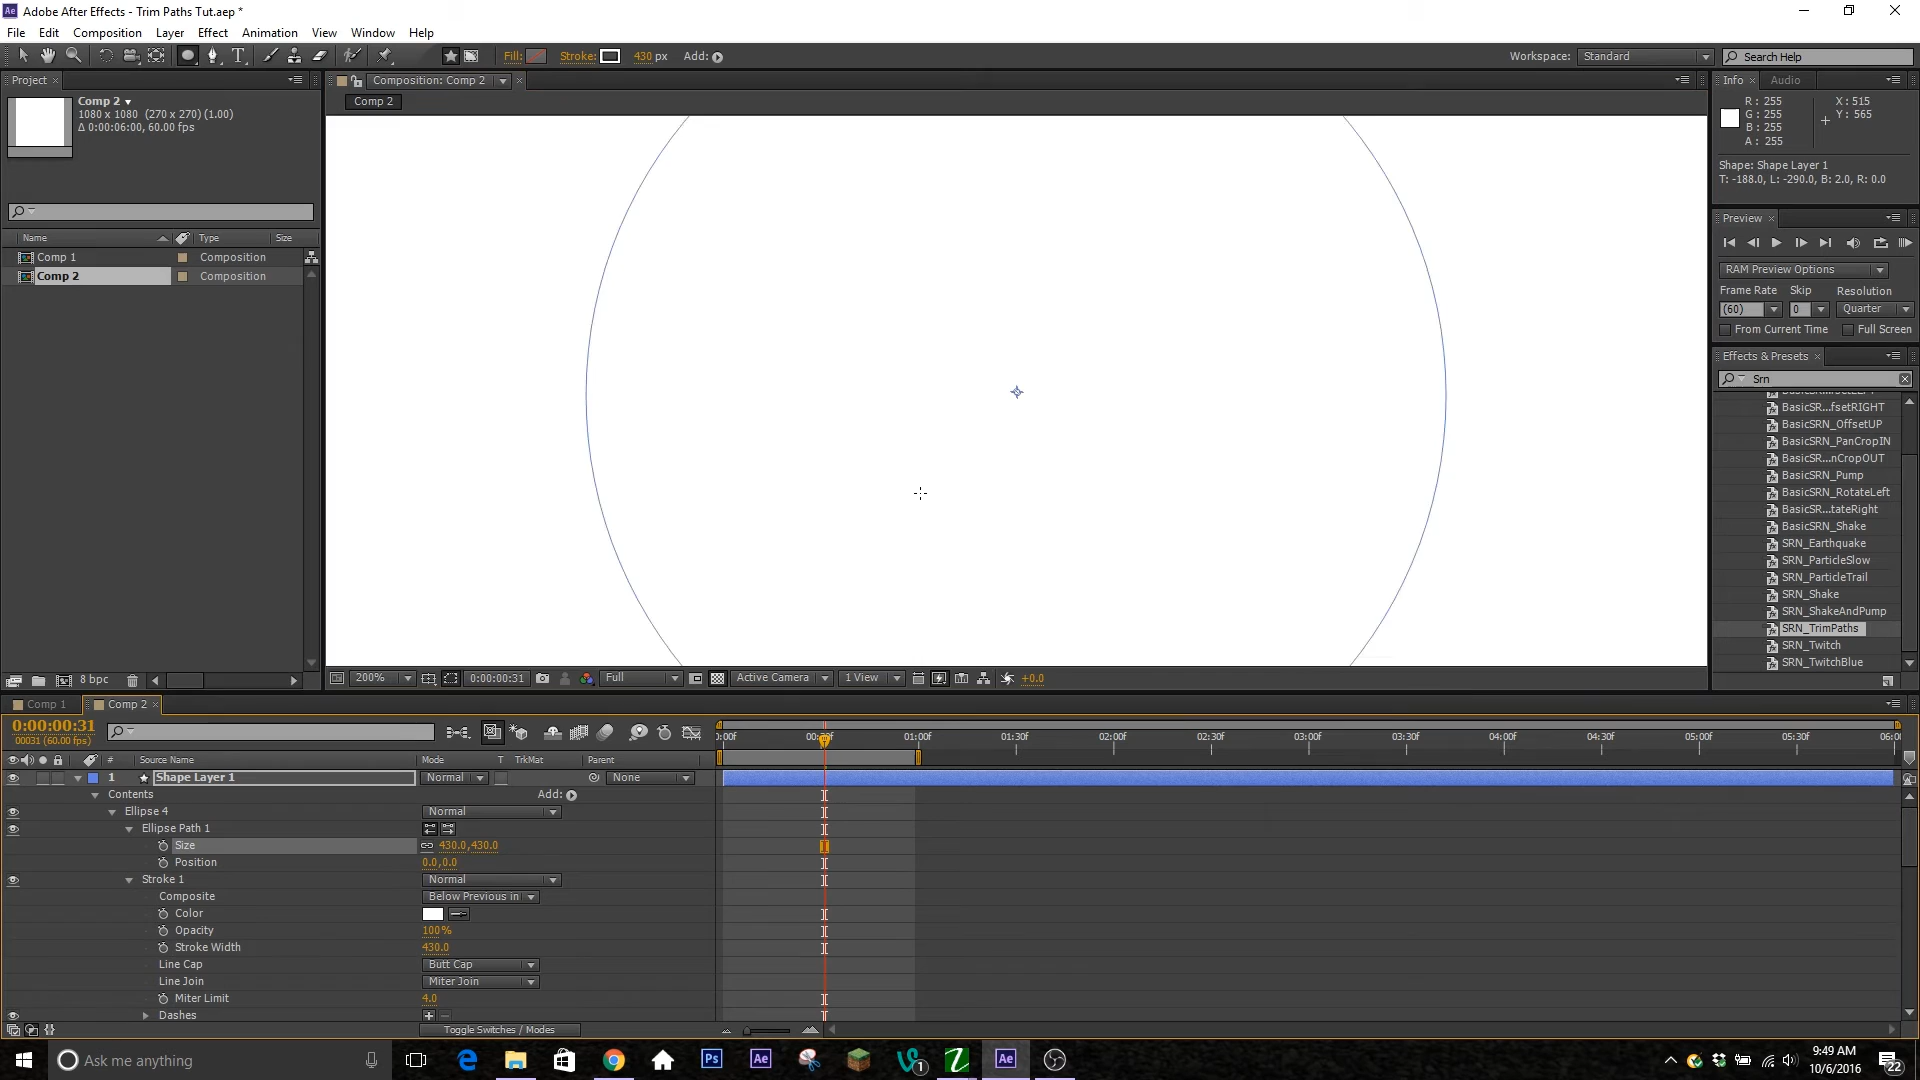 Ae Adobe After Effects - Trim Paths Tut.aep *
File Edit Composition Layer Effect Animation View Window Help
Fill: Stroke: 430 px Add:
Workspace: Standard
Search Help
Project
Composition: Comp 2
Comp 2
Comp 2
1080 x 1080 (270 x 270) (1.00)
Δ 0:00:06:00, 60.00 fps
Name Type Size
Comp 1 Composition
Comp 2 Composition
8 bpc
200% 0:00:00:31 Full Active Camera 1 View +0.0
Info Audio
R: 255 X: 515
G: 255 Y: 565
B: 255
A: 255
Shape: Shape Layer 1
T: -188.0, L: -290.0, B: 2.0, R: 0.0
Preview
RAM Preview Options
Frame Rate Skip Resolution
(60) 0 Quarter
From Current Time Full Screen
Effects & Presets
Srn
BasicSR...fsetRIGHT
BasicSRN_OffsetUP
BasicSRN_PanCropIN
BasicSR...nCropOUT
BasicSRN_Pump
BasicSRN_RotateLeft
BasicSR...tateRight
BasicSRN_Shake
SRN_Earthquake
SRN_ParticleSlow
SRN_ParticleTrail
SRN_Shake
SRN_ShakeAndPump
SRN_TrimPaths
SRN_Twitch
SRN_TwitchBlue
Comp 1 Comp 2
0:00:00:31
00031 (60.00 fps)
# Source Name Mode T TrkMat Parent
01:00f 01:30f 02:00f 02:30f 03:00f 03:30f 04:00f 04:30f 05:00f 05:30f
1 Shape Layer 1 Normal None
Contents Add:
Ellipse 4 Normal
Ellipse Path 1
Size 430.0,430.0
Position 0.0,0.0
Stroke 1 Normal
Composite Below Previous in
Color
Opacity 100%
Stroke Width 430.0
Line Cap Butt Cap
Line Join Miter Join
Miter Limit 4.0
Dashes + −
Toggle Switches / Modes
Ask me anything
Ps Ae 1 Ae
9:49 AM
10/6/2016
22